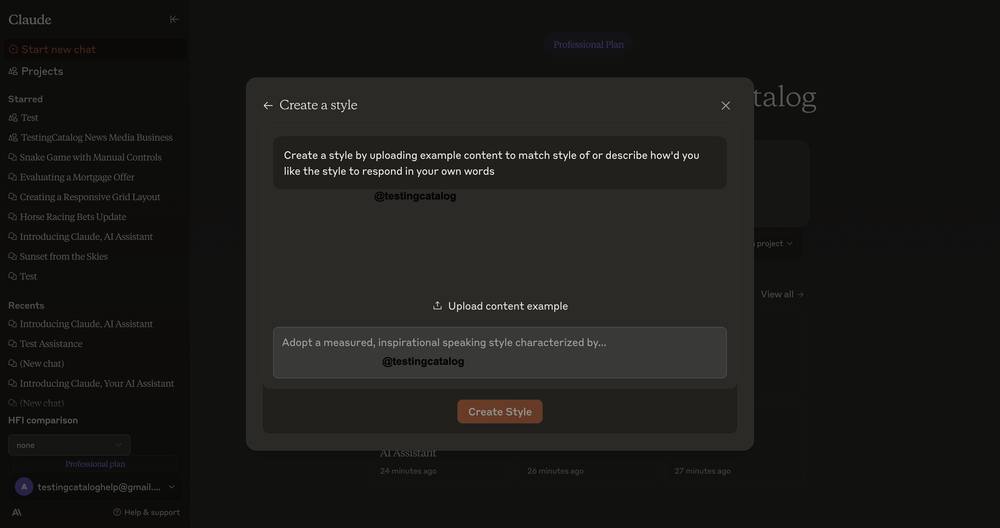 Claude
Start new chat
Projects
Starred
Test
TestingCatalog News Media Business
Snake Game with Manual Controls
Evaluating a Mortgage Offer
Creating a Responsive Grid Layout
Horse Racing Bets Update
Introducing Claude, AI Assistant
Sunset from the Skies
Test
Recents
Introducing Claude, AI Assistant
Test Assistance
(New chat)
Introducing Claude, Your AI Assistant
(New chat)
HFI comparison
none
Professional plan
A
testingcataloghelp@gmail....
Help & support
Professional Plan
talog
project
View all →
← Create a style
Create a style by uploading example content to match style of or describe how'd you
like the style to respond in your own words
@testingcatalog
Upload content example
Adopt a measured, inspirational speaking style characterized by...
@testingcatalog
Create Style
AI Assistant
24 minutes ago
26 minutes ago
27 minutes ago